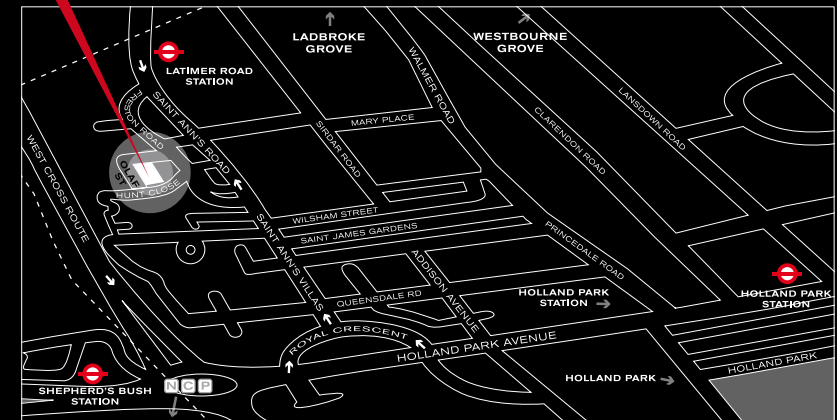 LADBROKE
GROVE
WESTBOURNE
GROVE
LATIMER ROAD
STATION
FRESTON ROAD
SAINT ANN'S ROAD
WALMER ROAD
MARY PLACE
SIRDAR ROAD
CLARENDON ROAD
LANSDOWN ROAD
WEST CROSS ROUTE
OLAF
ST
HUNT CLOSE
WILSHAM STREET
SAINT JAMES GARDENS
SAINT ANN'S VILLAS
ADDISON AVENUE
PRINCEDALE ROAD
QUEENSDALE RD
HOLLAND PARK
STATION
HOLLAND PARK
STATION
ROYAL CRESCENT
HOLLAND PARK AVENUE
HOLLAND PARK
HOLLAND PARK
SHEPHERD'S BUSH
STATION
NCP